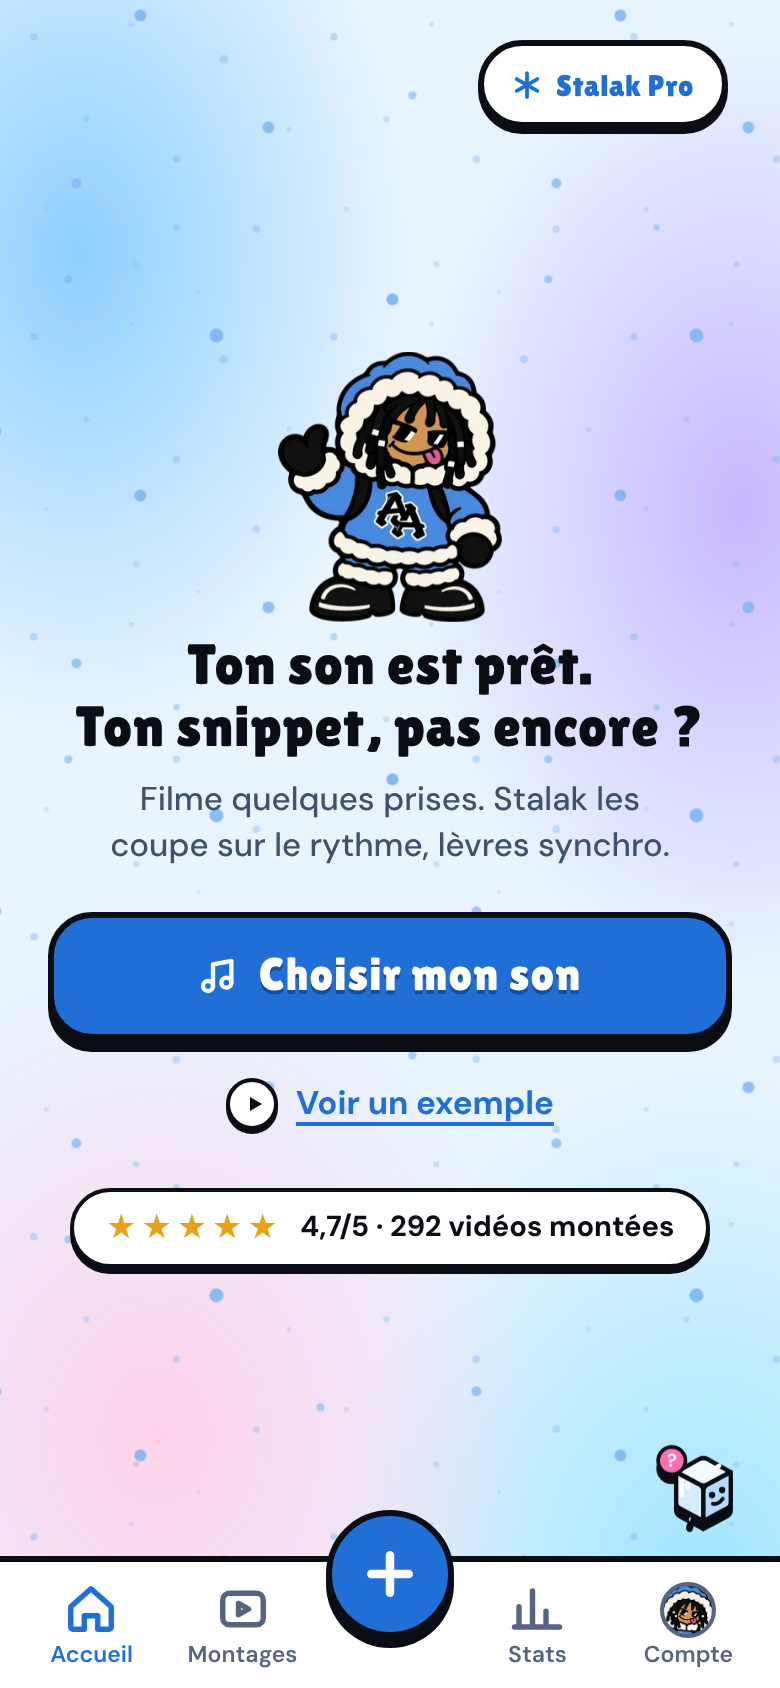 Stalak Pro
AA
Ton son est prêt.
Ton snippet, pas encore ?
Filme quelques prises. Stalak les
coupe sur le rythme, lèvres synchro.
Choisir mon son
Voir un exemple
★★★★★ 4,7/5 · 292 vidéos montées
?
Accueil
Montages
+
Stats
Compte